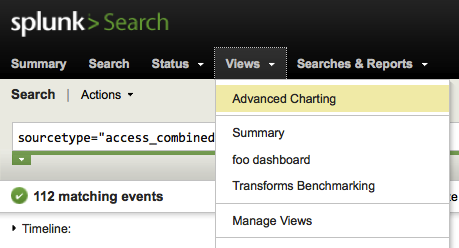 splunk> Search
Summary Search Status Views Searches & Reports
Search | Actions
Advanced Charting
sourcetype="access_combined
Summary
foo dashboard
Transforms Benchmarking
112 matching events
Manage Views
Timeline: